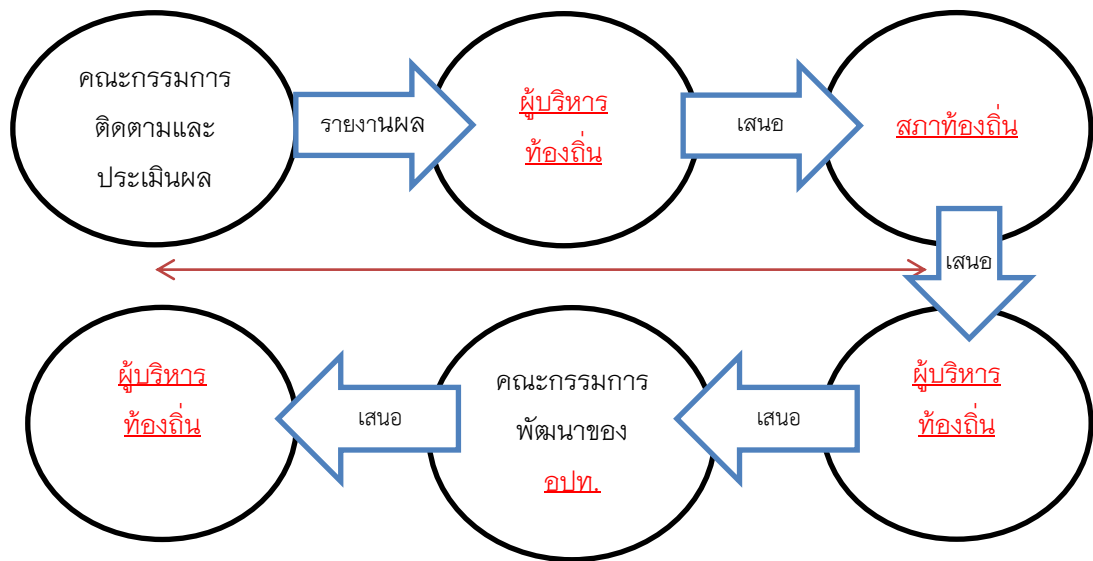 คณะกรรมการ
ติดตามและ
ประเมินผล
รายงานผล
ผู้บริหาร
ท้องถิ่น
เสนอ
สภาท้องถิ่น
เสนอ
ผู้บริหาร
ท้องถิ่น
เสนอ
คณะกรรมการ
พัฒนาของ
อปท.
เสนอ
ผู้บริหาร
ท้องถิ่น